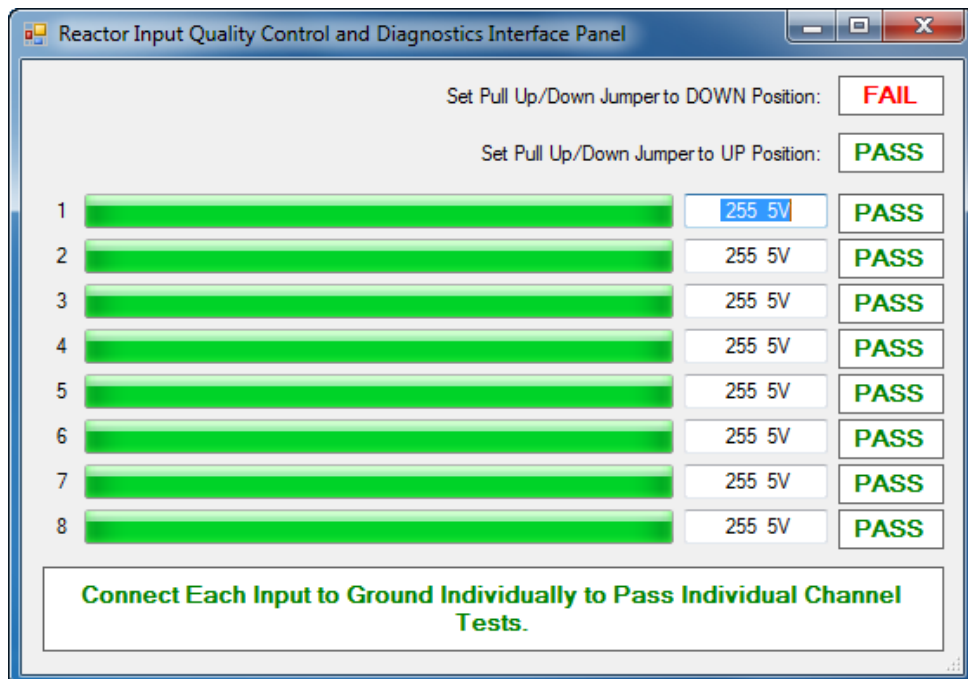 Reactor Input Quality Control and Diagnostics Interface Panel
Set Pull Up/Down Jumper to DOWN Position: FAIL
Set Pull Up/Down Jumper to UP Position: PASS
1 255 5V PASS
2 255 5V PASS
3 255 5V PASS
4 255 5V PASS
5 255 5V PASS
6 255 5V PASS
7 255 5V PASS
8 255 5V PASS
Connect Each Input to Ground Individually to Pass Individual Channel
Tests.